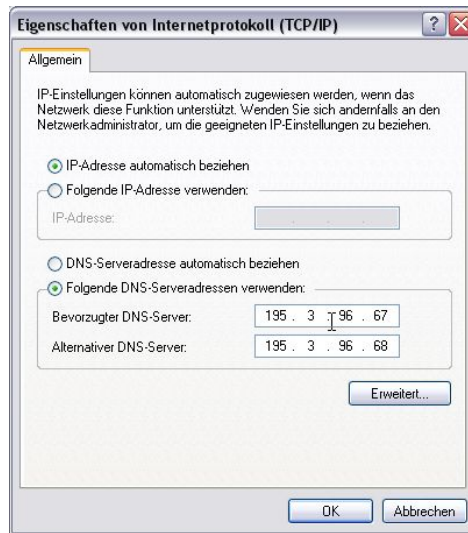 Eigenschaften von Internetprotokoll (TCP/IP)
Allgemein
IP-Einstellungen können automatisch zugewiesen werden, wenn das
Netzwerk diese Funktion unterstützt. Wenden Sie sich andernfalls an den
Netzwerkadministrator, um die geeigneten IP-Einstellungen zu beziehen.
IP-Adresse automatisch beziehen
Folgende IP-Adresse verwenden:
IP-Adresse:
DNS-Serveradresse automatisch beziehen
Folgende DNS-Serveradressen verwenden:
Bevorzugter DNS-Server: 195 . 3 . 96 . 67
Alternativer DNS-Server: 195 . 3 . 96 . 68
Erweitert...
OK Abbrechen